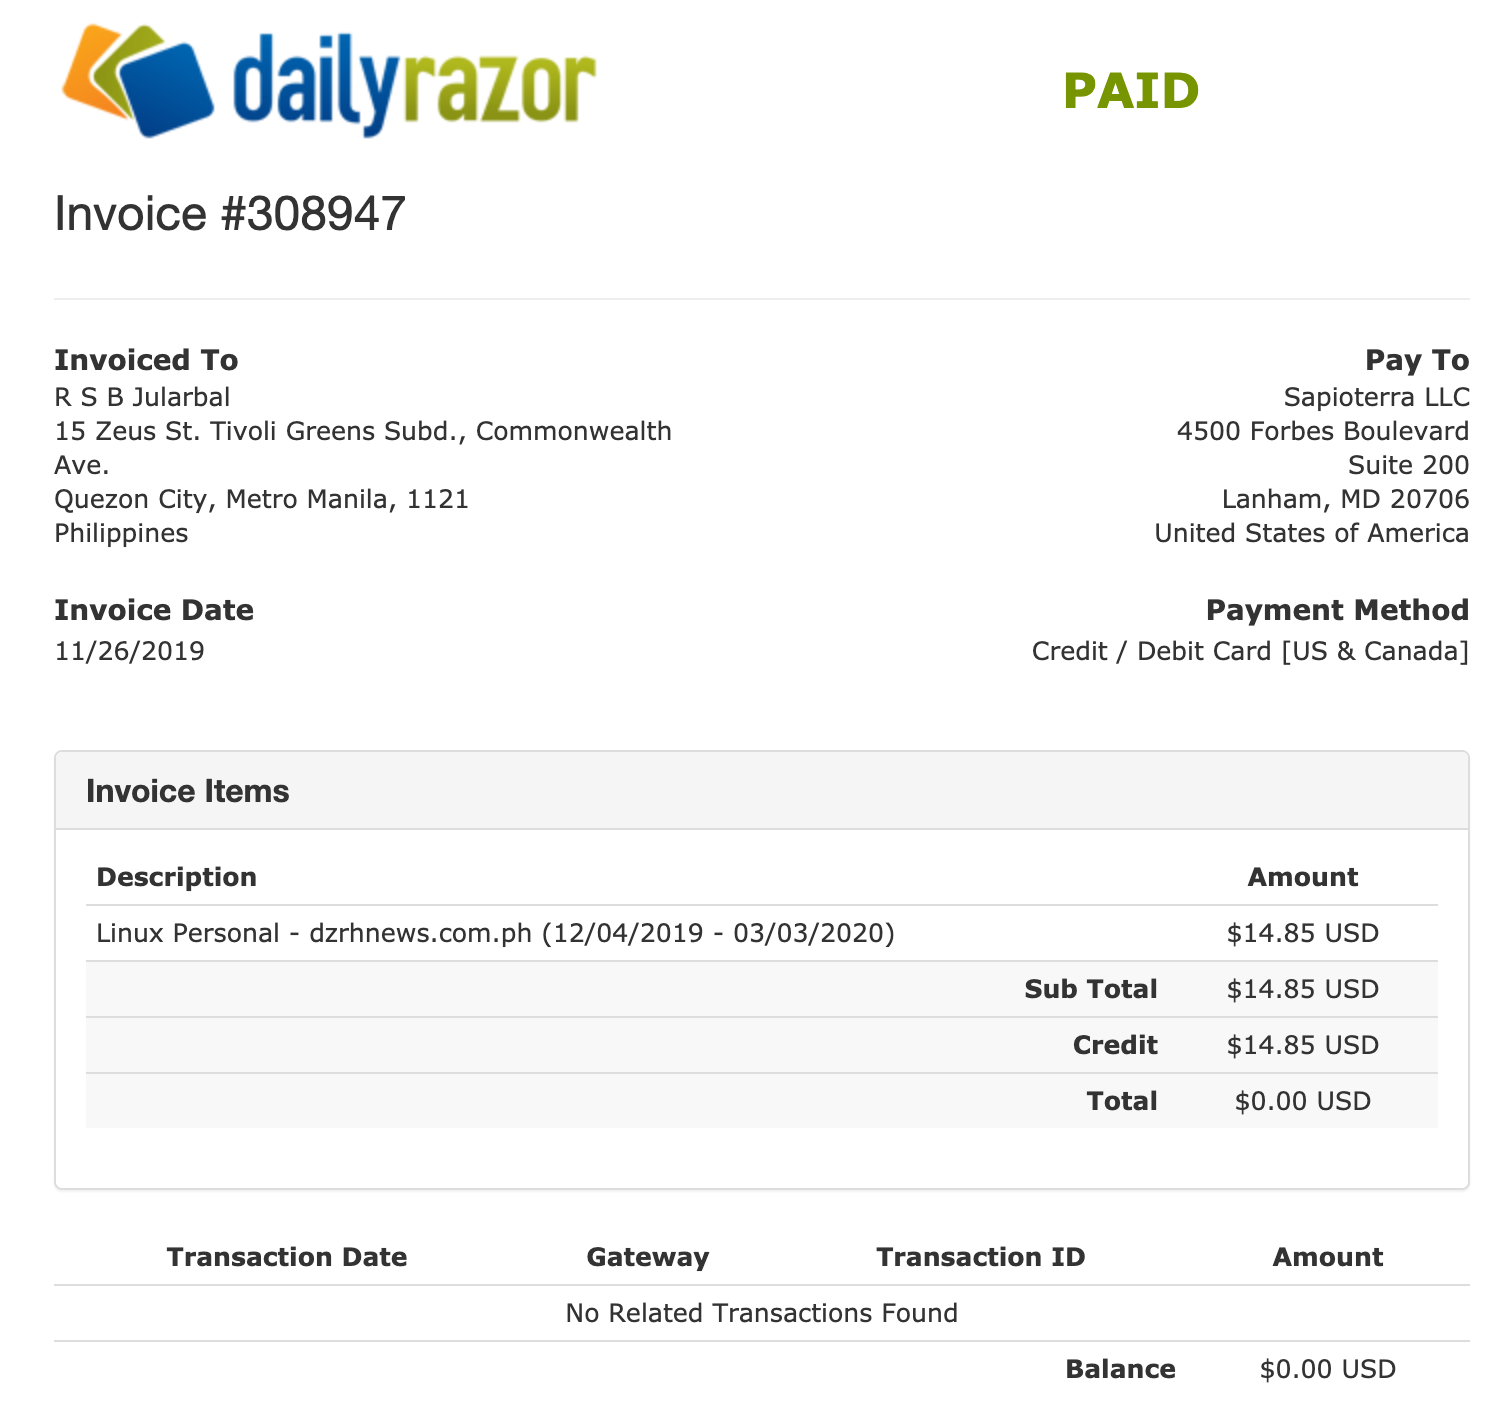 dailyrazor
PAID
Invoice #308947
Invoiced To
R S B Jularbal
15 Zeus St. Tivoli Greens Subd., Commonwealth
Ave.
Quezon City, Metro Manila, 1121
Philippines
Pay To
Sapioterra LLC
4500 Forbes Boulevard
Suite 200
Lanham, MD 20706
United States of America
Invoice Date
11/26/2019
Payment Method
Credit / Debit Card [US & Canada]
Invoice Items
Description Amount
Linux Personal - dzrhnews.com.ph (12/04/2019 - 03/03/2020) $14.85 USD
Sub Total $14.85 USD
Credit $14.85 USD
Total $0.00 USD
Transaction Date Gateway Transaction ID Amount
No Related Transactions Found
Balance $0.00 USD